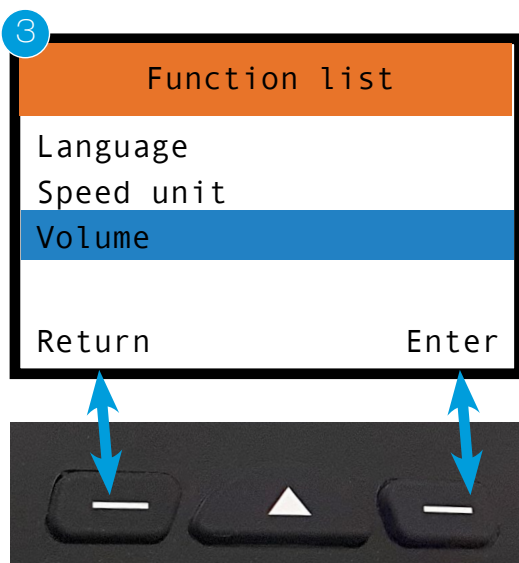 3
Function list
Language
Speed unit
Volume
Return Enter